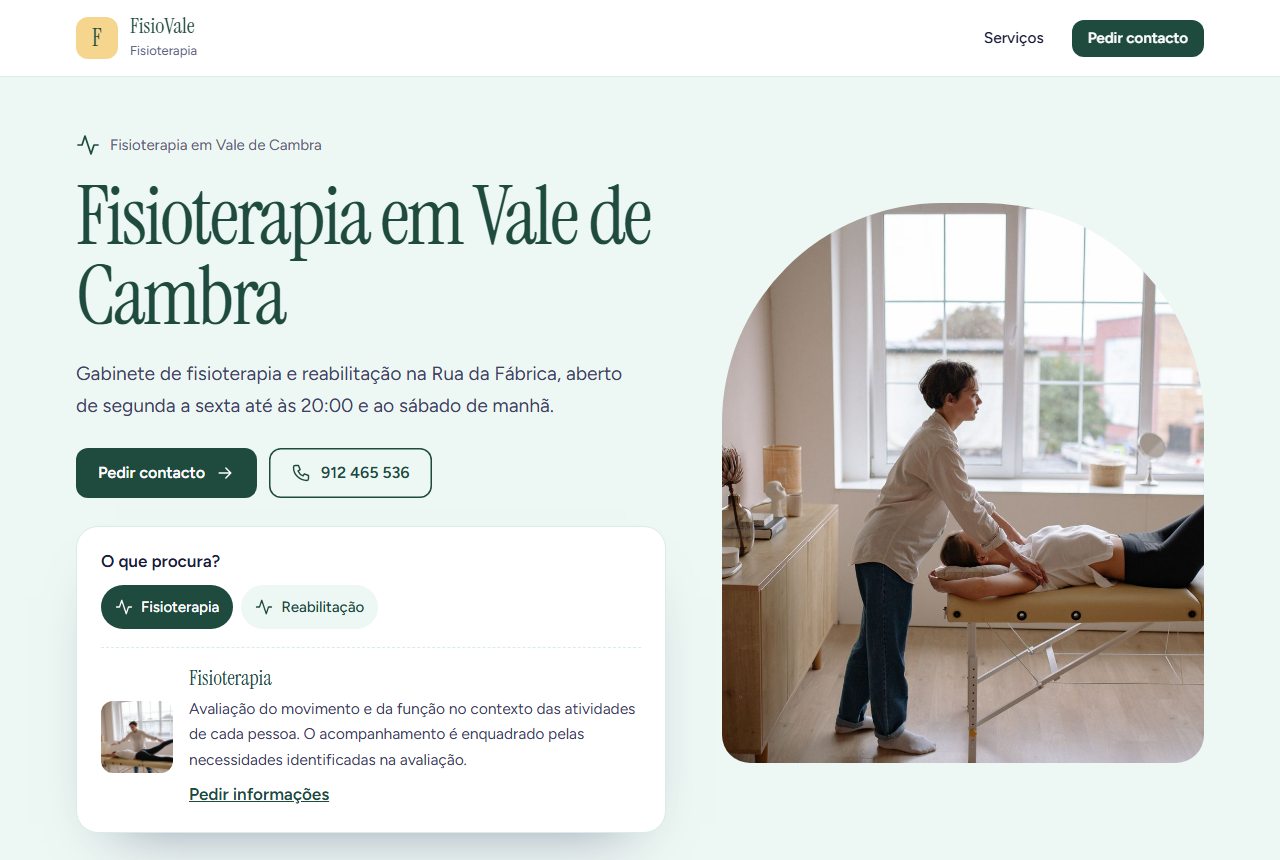 F
FisioVale
Fisioterapia
Serviços
Pedir contacto
Fisioterapia em Vale de Cambra
Fisioterapia em Vale de
Cambra
Gabinete de fisioterapia e reabilitação na Rua da Fábrica, aberto
de segunda a sexta até às 20:00 e ao sábado de manhã.
Pedir contacto
912 465 536
O que procura?
Fisioterapia
Reabilitação
Fisioterapia
Avaliação do movimento e da função no contexto das atividades
de cada pessoa. O acompanhamento é enquadrado pelas
necessidades identificadas na avaliação.
Pedir informações